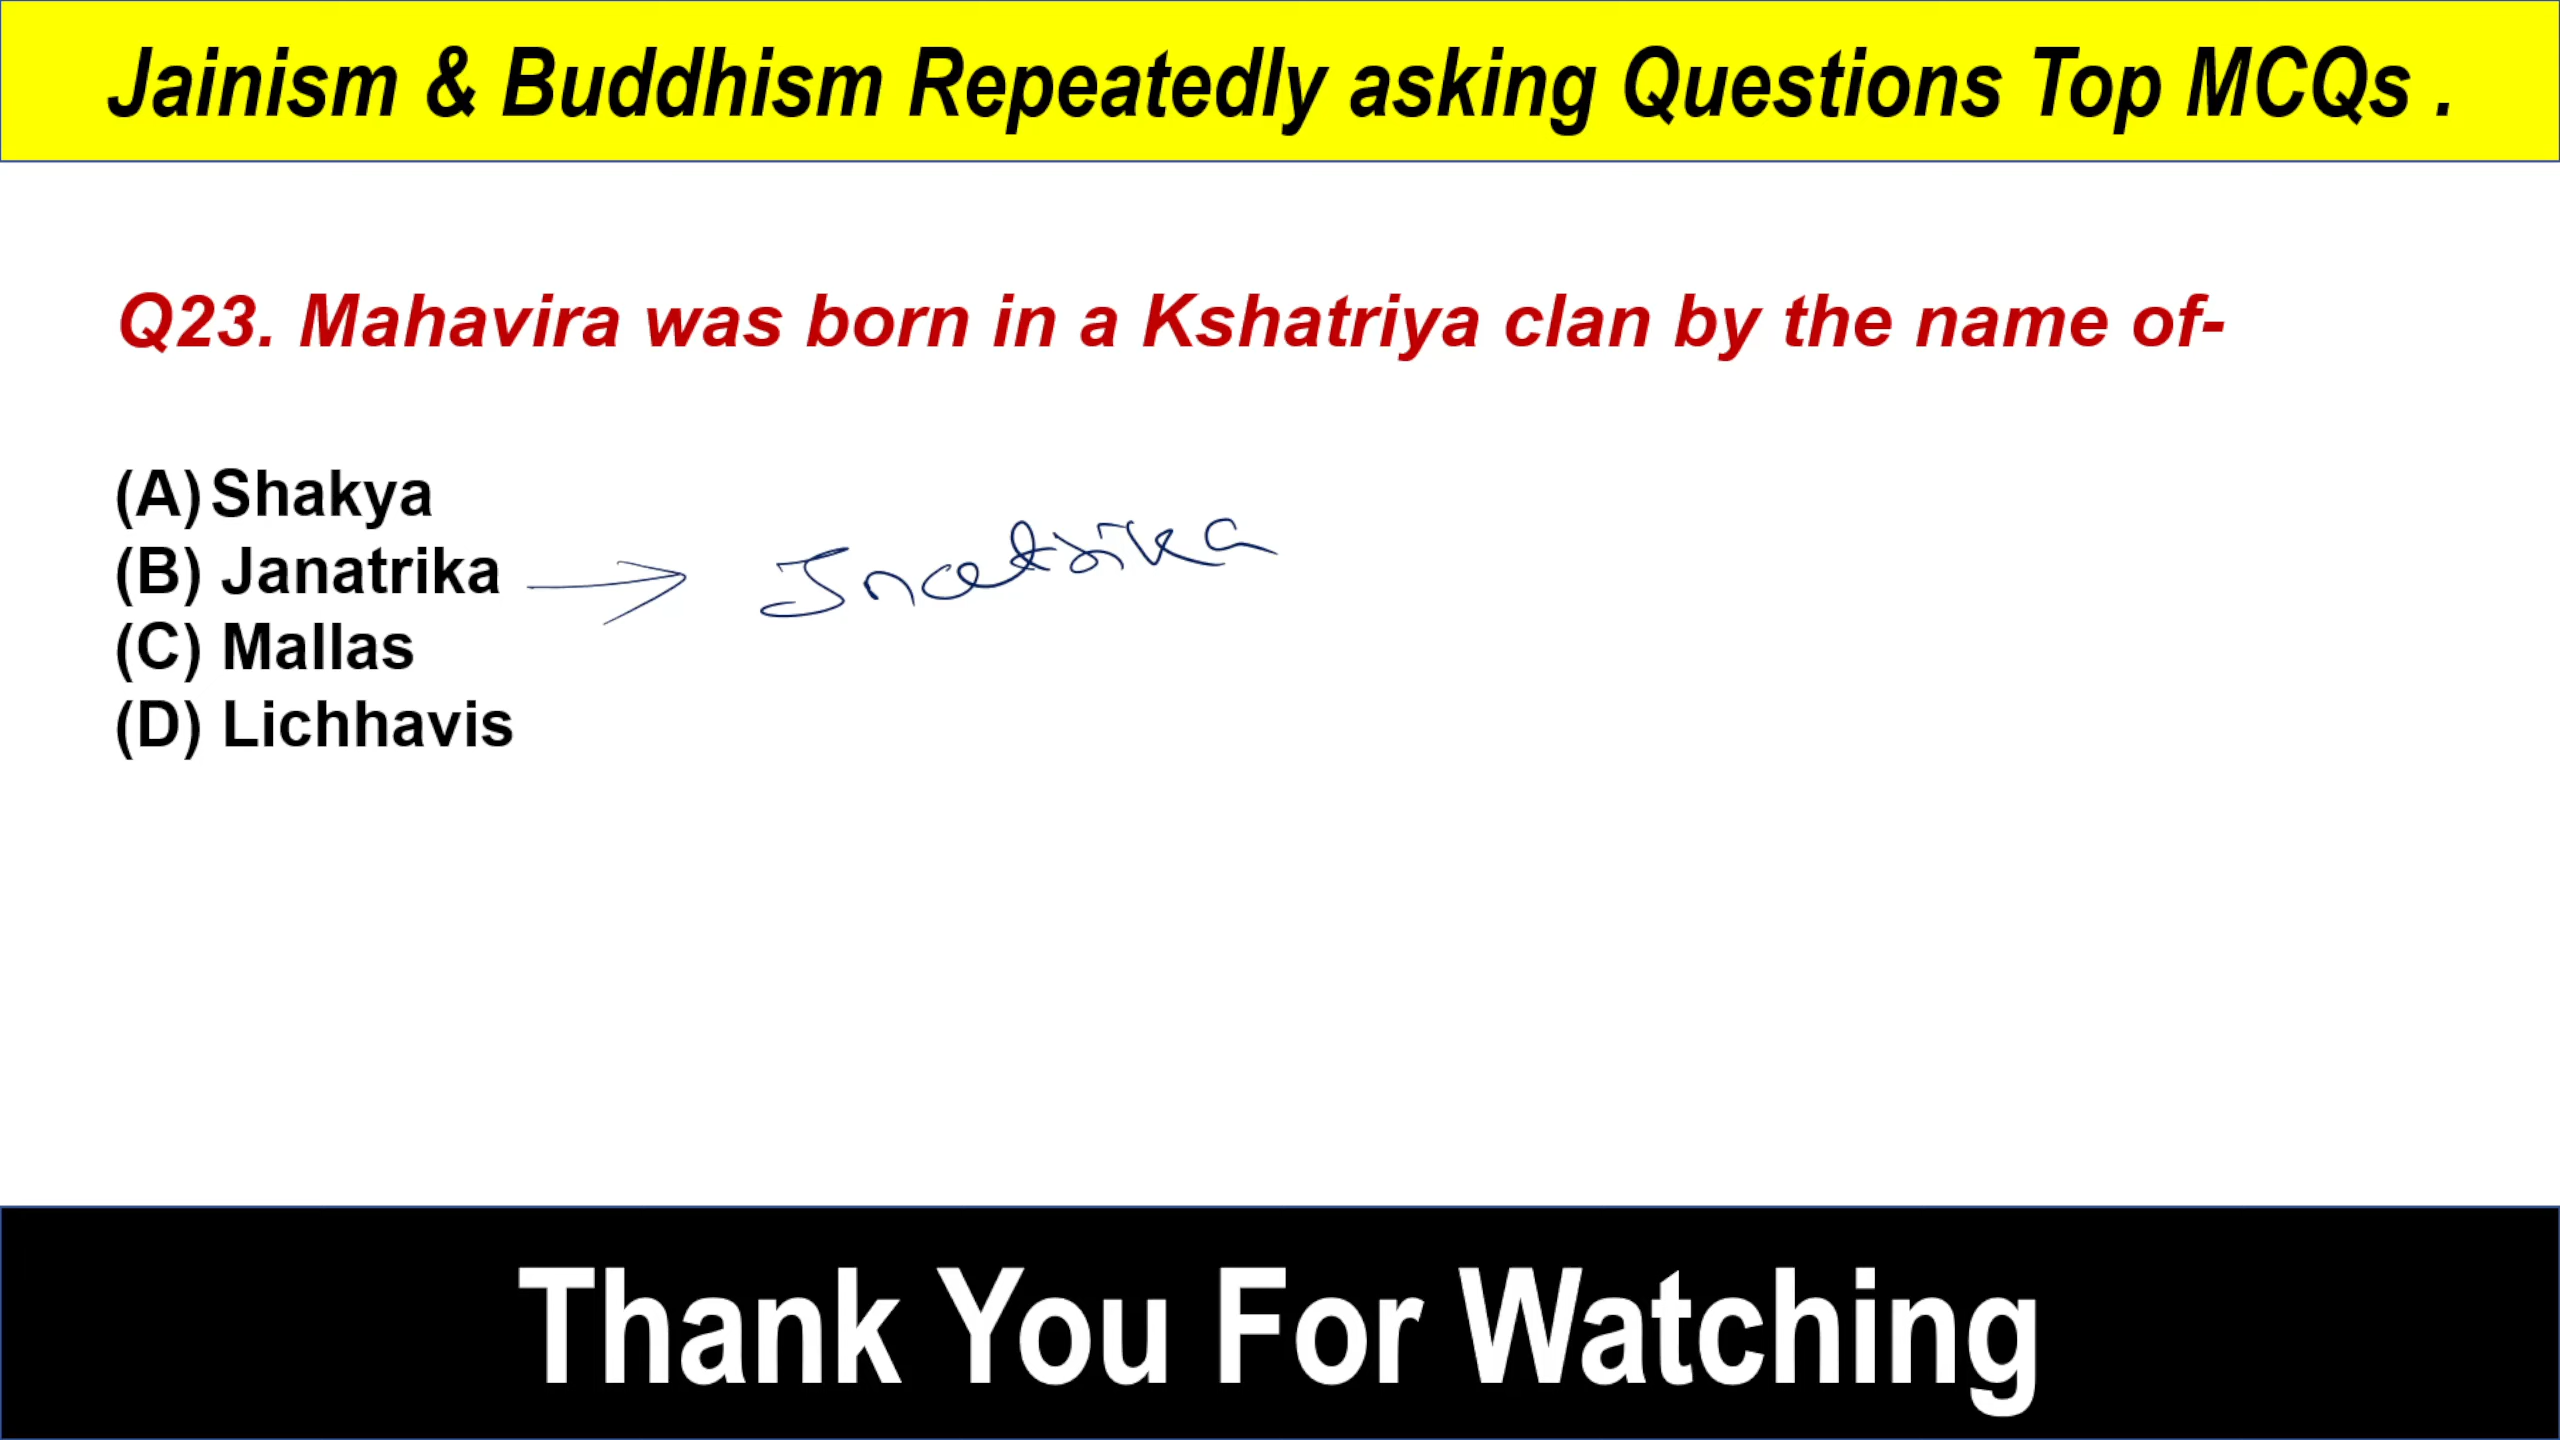 Jainism & Buddhism Repeatedly asking Questions Top MCQs .
Q23. Mahavira was born in a Kshatriya clan by the name of-
(A) Shakya
(B) Janatrika → Jnatrika
(C) Mallas
(D) Lichhavis
Thank You For Watching